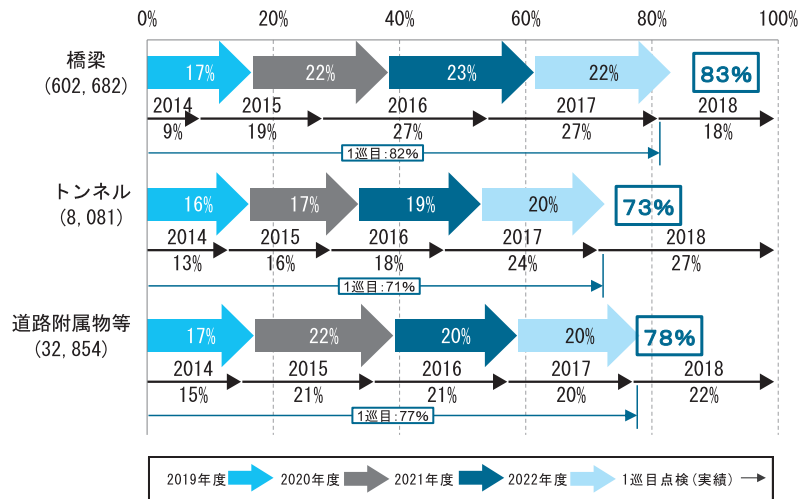 0% 20% 40% 60% 80% 100%
橋梁
(602,682)
17% 22% 23% 22% 83%
2014 2015 2016 2017 2018
9% 19% 27% 27% 18%
1巡目:82%
トンネル
(8,081)
16% 17% 19% 20% 73%
2014 2015 2016 2017 2018
13% 16% 18% 24% 27%
1巡目:71%
道路附属物等
(32,854)
17% 22% 20% 20% 78%
2014 2015 2016 2017 2018
15% 21% 21% 20% 22%
1巡目:77%
2019年度 2020年度 2021年度 2022年度 1巡目点検(実績)